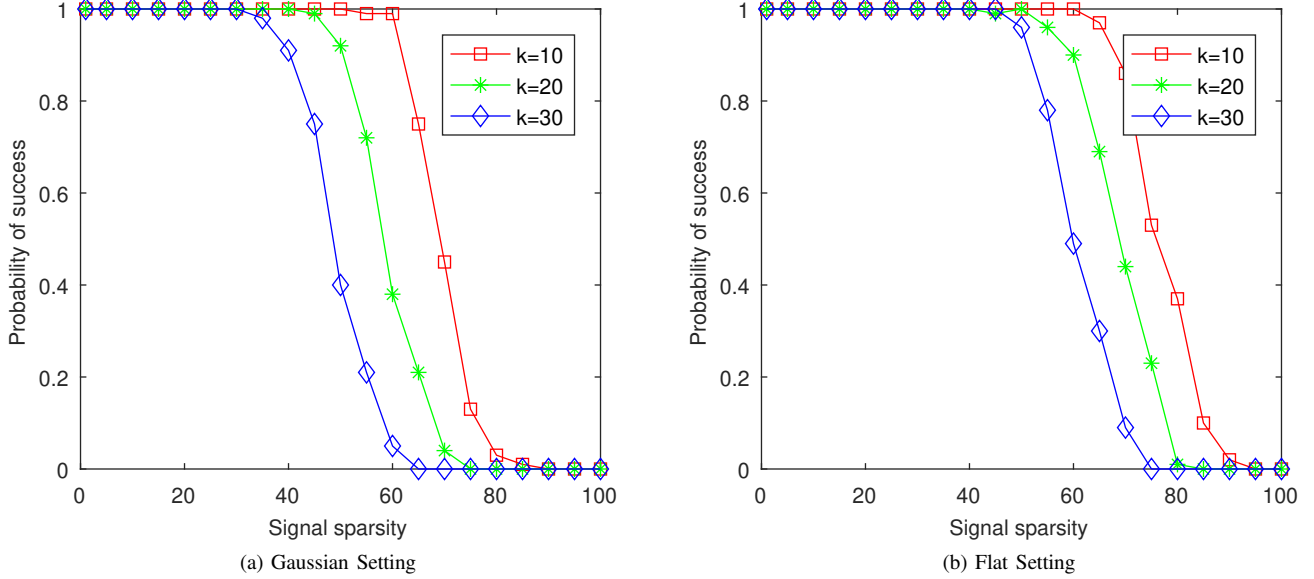 1
0.8
0.6
0.4
0.2
0
Probability of success
0 20 40 60 80 100
Signal sparsity
k=10
k=20
k=30
(a) Gaussian Setting
1
0.8
0.6
0.4
0.2
0
Probability of success
0 20 40 60 80 100
Signal sparsity
k=10
k=20
k=30
(b) Flat Setting